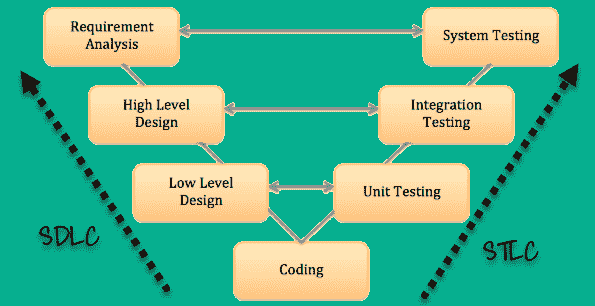 Requirement
Analysis
System Testing
High Level
Design
Integration
Testing
Low Level
Design
Unit Testing
SDLC
STLC
Coding